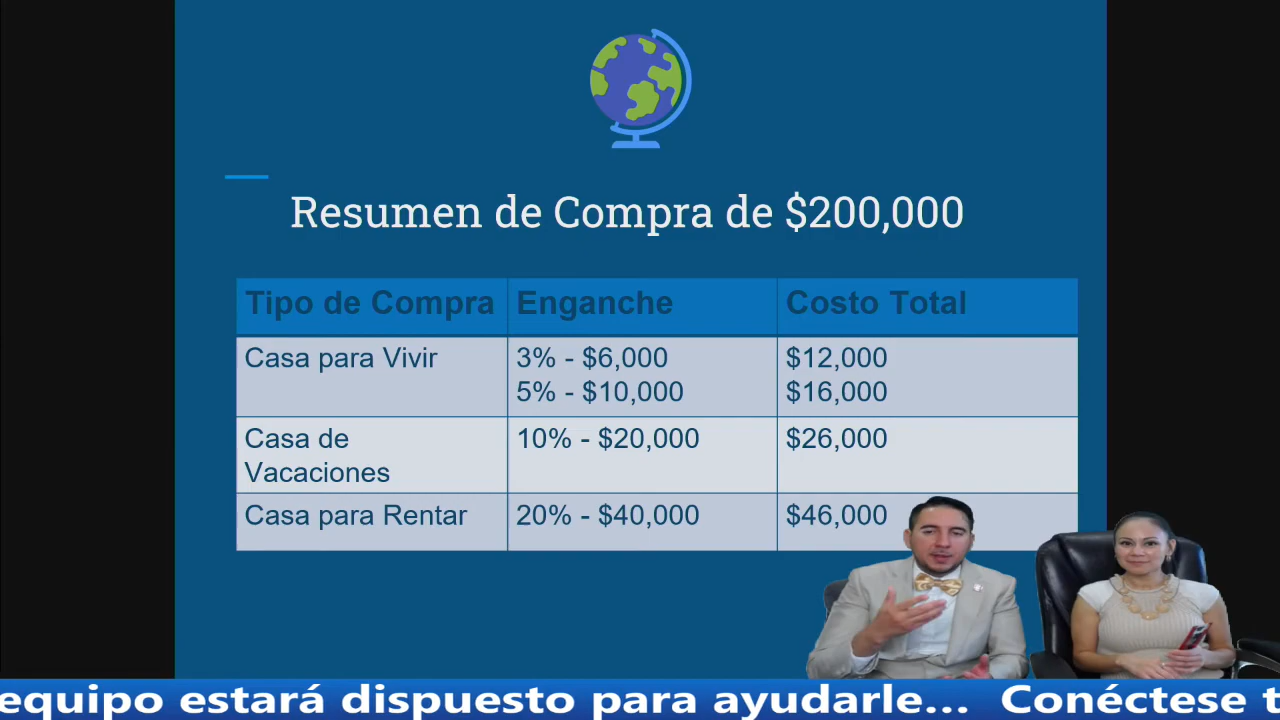 Resumen de Compra de $200,000
Tipo de Compra Enganche Costo Total
Casa para Vivir 3% - $6,000 $12,000
5% - $10,000 $16,000
Casa de 10% - $20,000 $26,000
Vacaciones
Casa para Rentar 20% - $40,000 $46,000
equipo estará dispuesto para ayudarle... Conéctese t